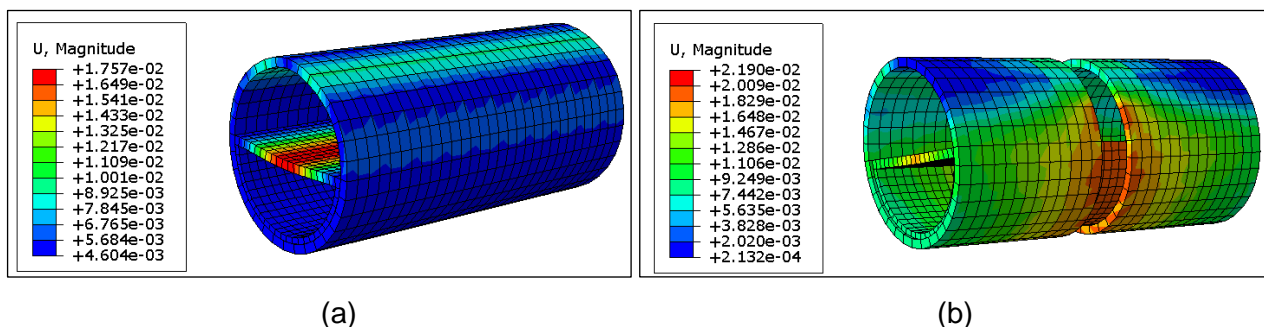 U, Magnitude
+1.757e-02
+1.649e-02
+1.541e-02
+1.433e-02
+1.325e-02
+1.217e-02
+1.109e-02
+1.001e-02
+8.925e-03
+7.845e-03
+6.765e-03
+5.684e-03
+4.604e-03
U, Magnitude
+2.190e-02
+2.009e-02
+1.829e-02
+1.648e-02
+1.467e-02
+1.286e-02
+1.106e-02
+9.249e-03
+7.442e-03
+5.635e-03
+3.828e-03
+2.020e-03
+2.132e-04
(a)
(b)